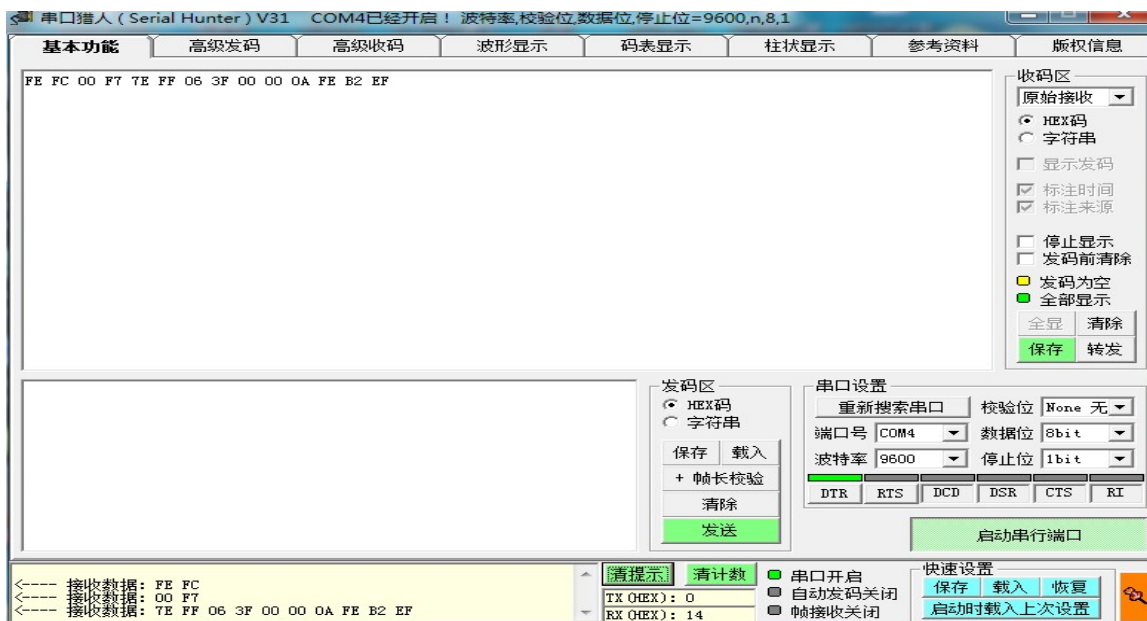 串口猎人 ( Serial Hunter ) V31 COM4已经开启！波特率,校验位,数据位,停止位=9600,n,8,1
基本功能 高级发码 高级收码 波形显示 码表显示 柱状显示 参考资料 版权信息
FE FC 00 F7 7E FF 06 3F 00 00 0A FE B2 EF
收码区
原始接收
HEX码
字符串
显示发码
标注时间
标注来源
停止显示
发码前清除
发码为空
全部显示
全显 清除
保存 转发
发码区
HEX码
字符串
保存 载入
+ 帧长校验
清除
发送
串口设置
重新搜索串口 校验位 None 无
端口号 COM4 数据位 8bit
波特率 9600 停止位 1bit
DTR RTS DCD DSR CTS RI
启动串行端口
<---- 接收数据: FE FC
<---- 接收数据: 00 F7
<---- 接收数据: 7E FF 06 3F 00 00 0A FE B2 EF
清提示 清计数
TX(HEX): 0
RX(HEX): 14
串口开启
自动发码关闭
帧接收关闭
快速设置
保存 载入 恢复
启动时载入上次设置